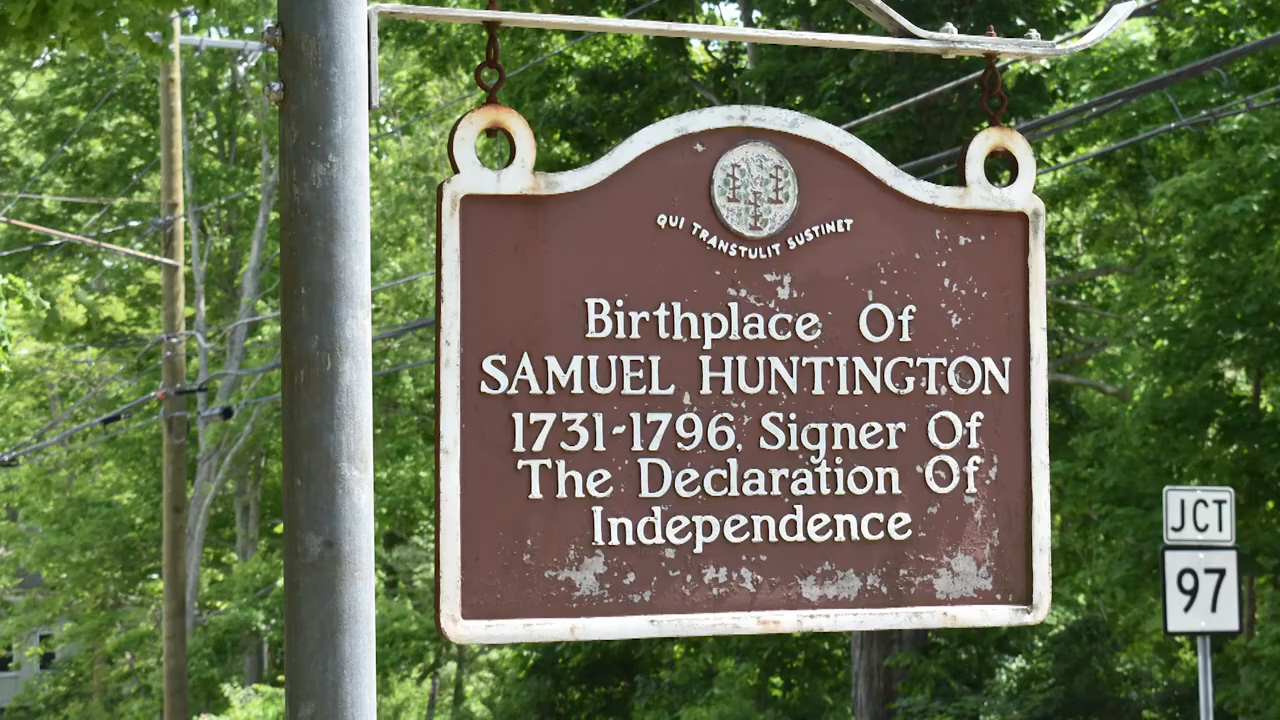 QUI TRANSTULIT SUSTINET
Birthplace Of
SAMUEL HUNTINGTON
1731-1796, Signer Of
The Declaration Of
Independence
JCT
97